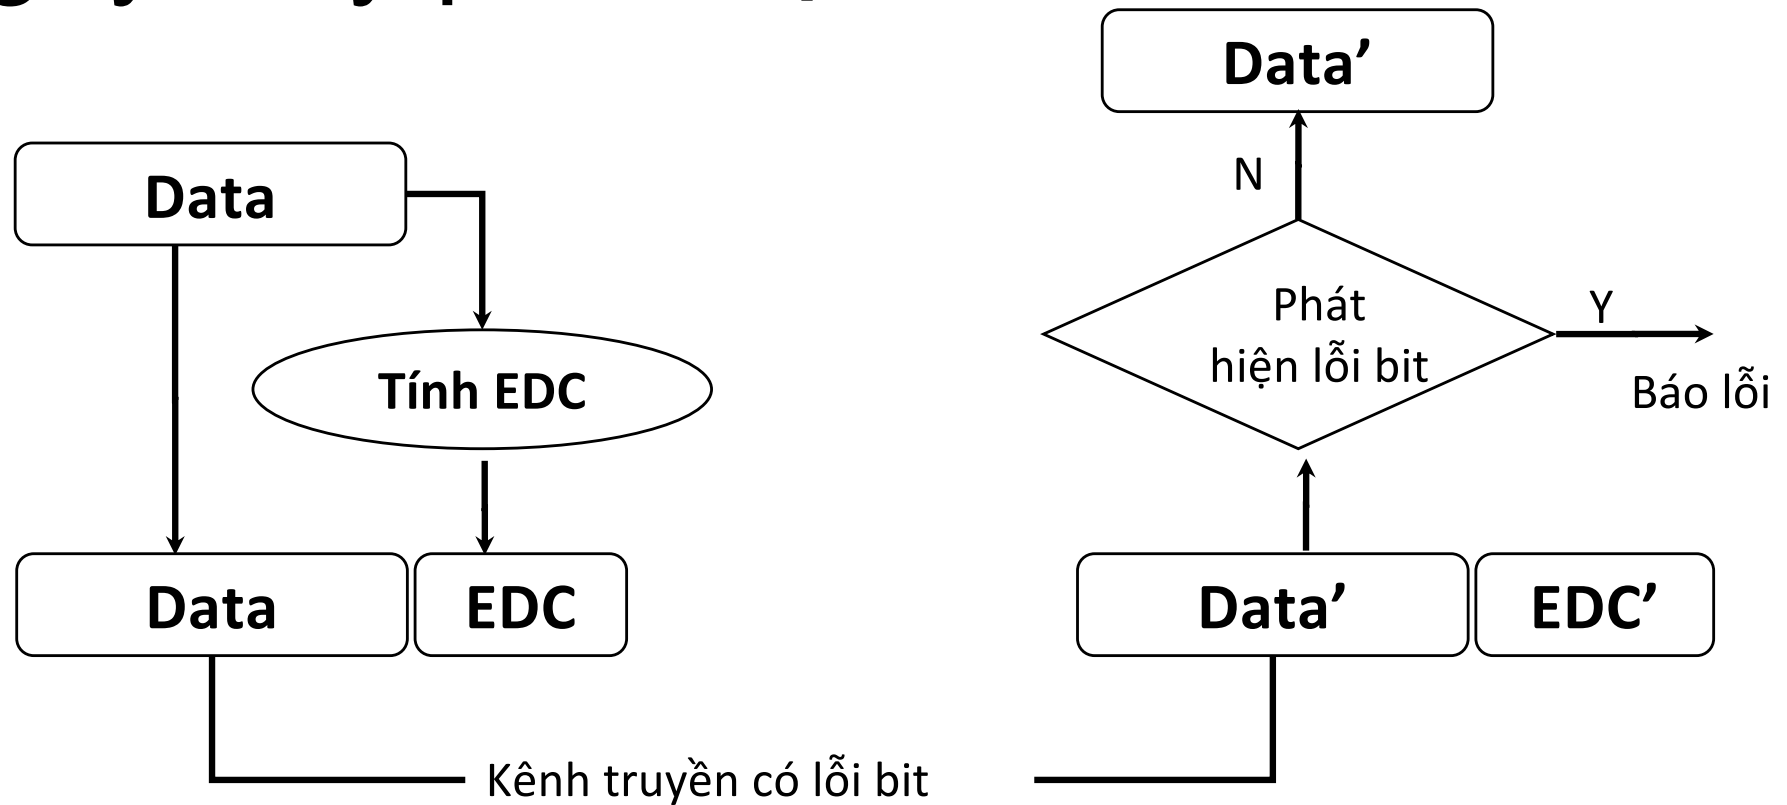 Data’
Data
N
Phát
hiện lỗi bit
Y
Báo lỗi
Tính EDC
Data
EDC
Data’
EDC’
Kênh truyền có lỗi bit